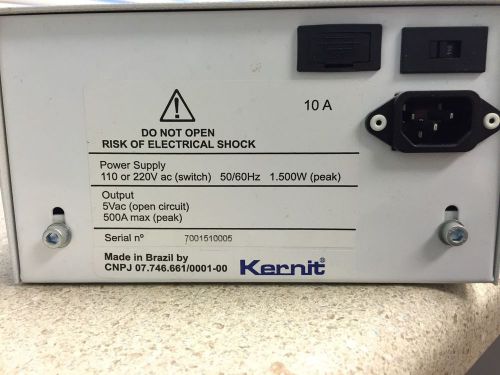 10 A
DO NOT OPEN
RISK OF ELECTRICAL SHOCK
Power Supply
110 or 220V ac (switch) 50/60Hz 1.500W (peak)
Output
5Vac (open circuit)
500A max (peak)
Serial nº 7001510005
Made in Brazil by
CNPJ 07.746.661/0001-00
Kernit®